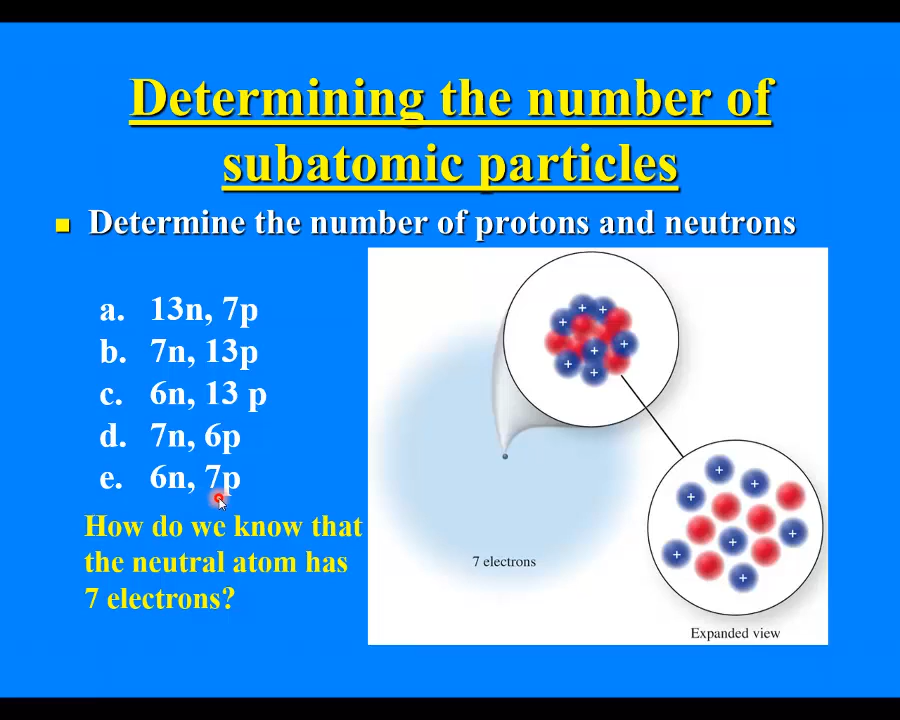 Determining the number of
subatomic particles
Determine the number of protons and neutrons
a. 13n, 7p
b. 7n, 13p
c. 6n, 13 p
d. 7n, 6p
e. 6n, 7p
How do we know that
the neutral atom has
7 electrons?
+ +
+
+ +
+ +
7 electrons
+
+ +
+ +
+
+
Expanded view